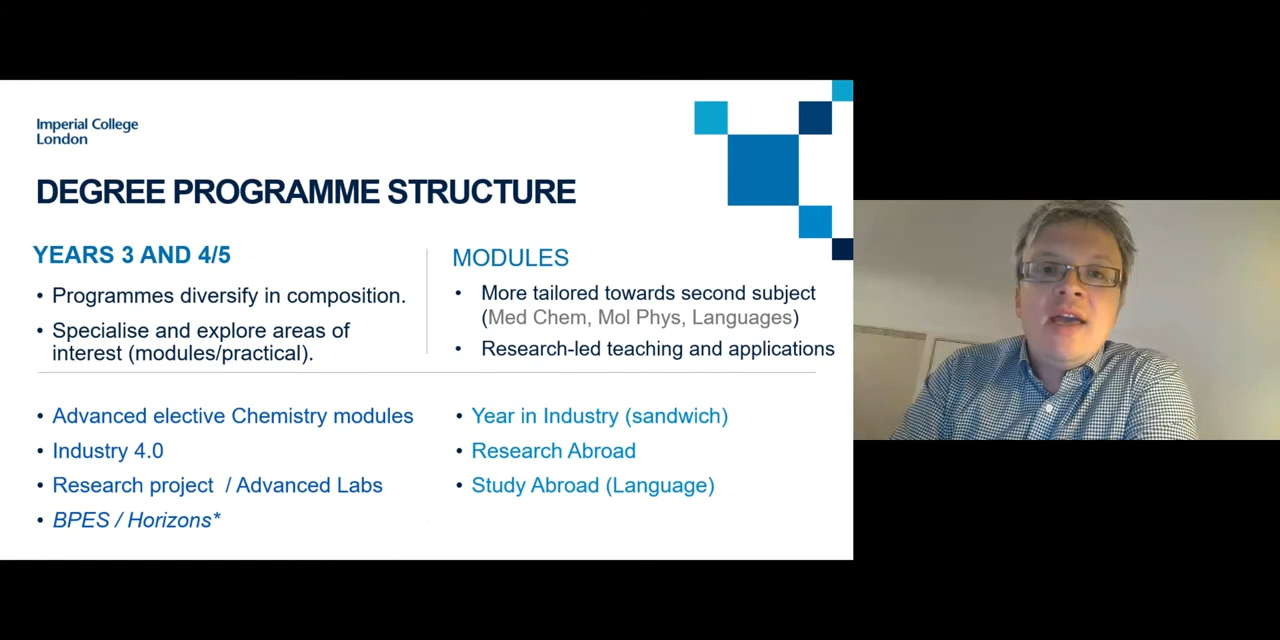 Imperial College
London
DEGREE PROGRAMME STRUCTURE
YEARS 3 AND 4/5
• Programmes diversify in composition.
• Specialise and explore areas of
interest (modules/practical).
MODULES
• More tailored towards second subject
(Med Chem, Mol Phys, Languages)
• Research-led teaching and applications
• Advanced elective Chemistry modules
• Industry 4.0
• Research project / Advanced Labs
• BPES / Horizons*
• Year in Industry (sandwich)
• Research Abroad
• Study Abroad (Language)